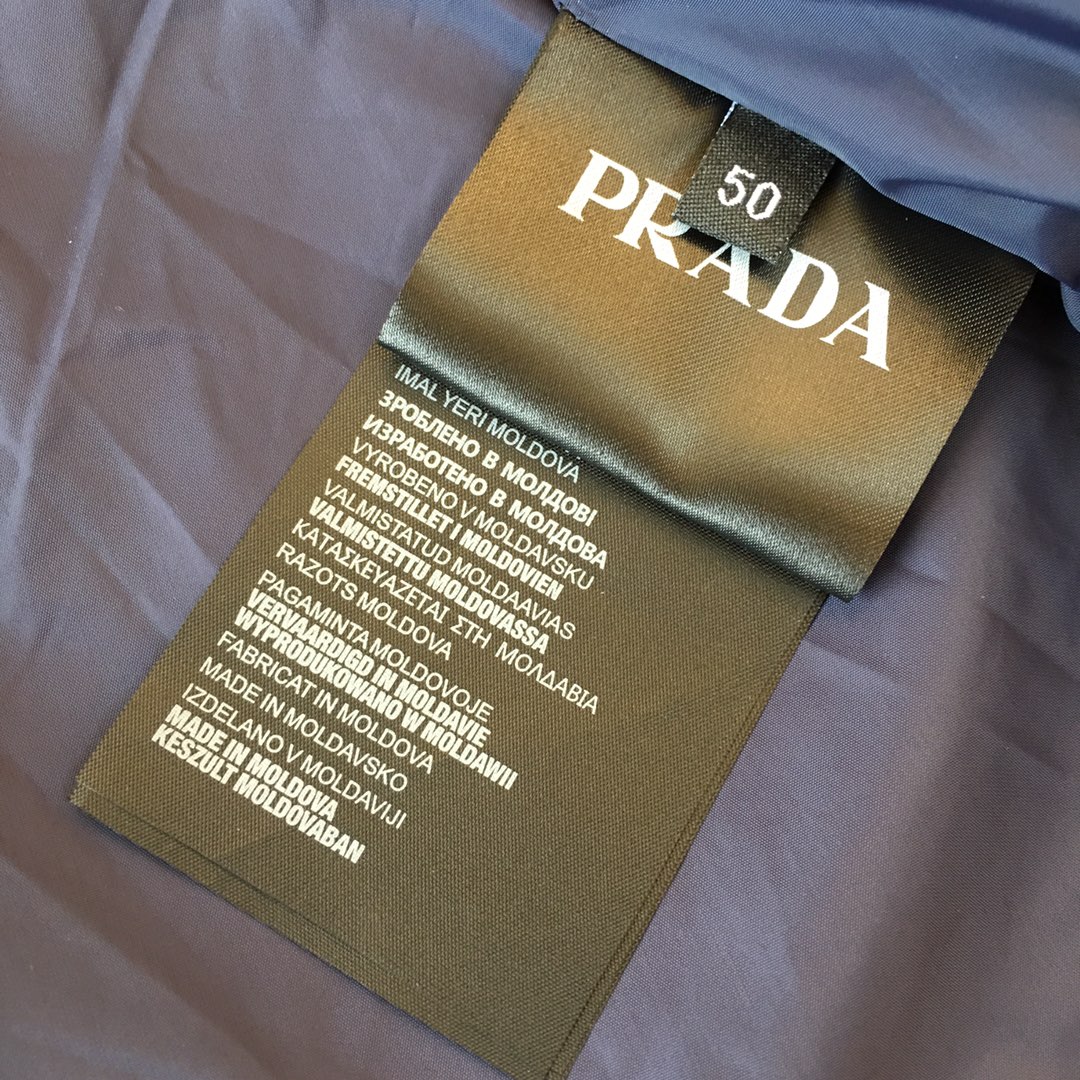 50
PRADA
IMAL YERI MOLDOVA
ЗРОБЛЕНО В МОЛДОВІ
ИЗРАБОТЕНО В МОЛДОВА
VYROBENO V MOLDAVSKU
FREMSTILLET I MOLDOVIEN
VALMISTATUD MOLDAAVIAS
VALMISTETTU MOLDOVASSA
ΚΑΤΑΣΚΕΥΑΖΕΤΑΙ ΣΤΗ ΜΟΛΔΑΒΙΑ
RAZOTS MOLDOVA
PAGAMINTA MOLDOVOJE
VERVAARDIGD IN MOLDAVIE
WYPRODUKOWANO W MOLDAWII
FABRICAT IN MOLDOVA
MADE IN MOLDAVSKO
IZDELANO V MOLDAVIJI
MADE IN MOLDOVA
KESZULT MOLDOVABAN